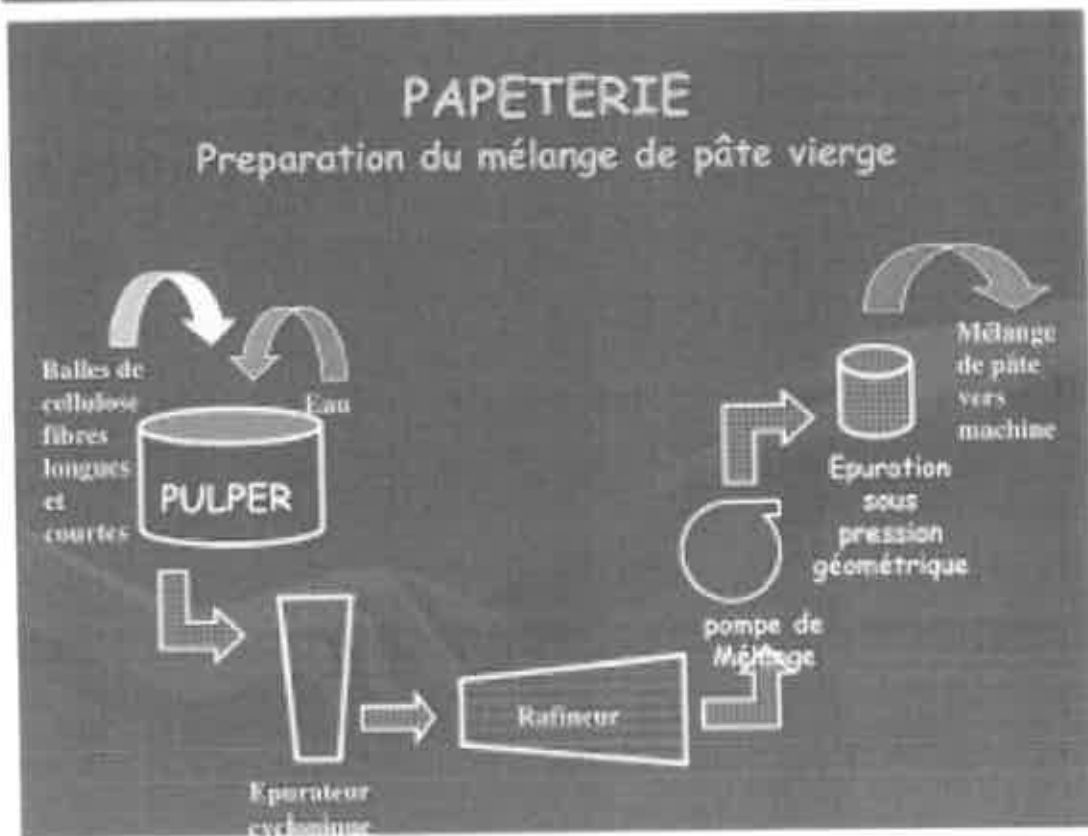 PAPETERIE
Preparation du mélange de pâte vierge
Balles de
cellulose
fibres
longues
et
courtes
Eau
PULPER
Epurateur
cyclonique
Rafineur
pompe de
Mélange
Epuration
sous
pression
géométrique
Mélange
de pâte
vers
machine